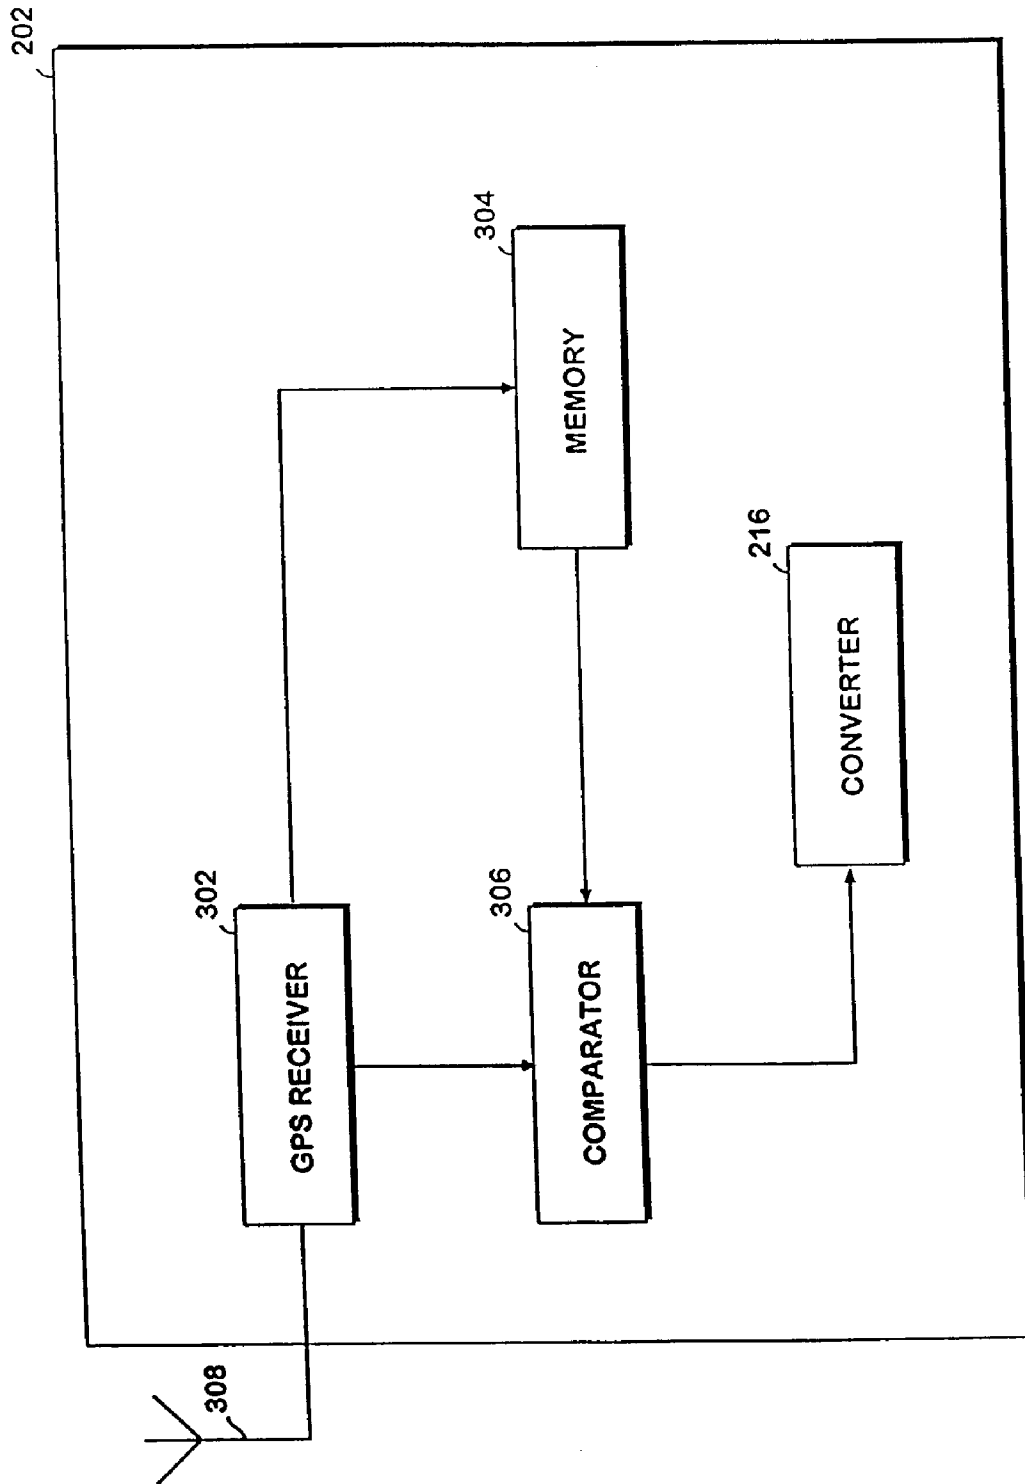 202
304
MEMORY
216
CONVERTER
302
GPS RECEIVER
306
COMPARATOR
308